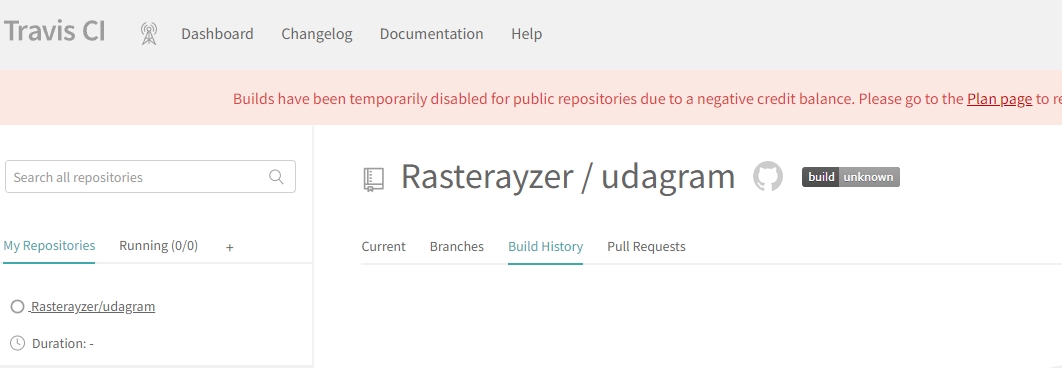 Travis CI Dashboard Changelog Documentation Help
Builds have been temporarily disabled for public repositories due to a negative credit balance. Please go to the Plan page to
Search all repositories
Rasterayzer / udagram build unknown
My Repositories Running (0/0) +
Current Branches Build History Pull Requests
Rasterayzer/udagram
Duration: -